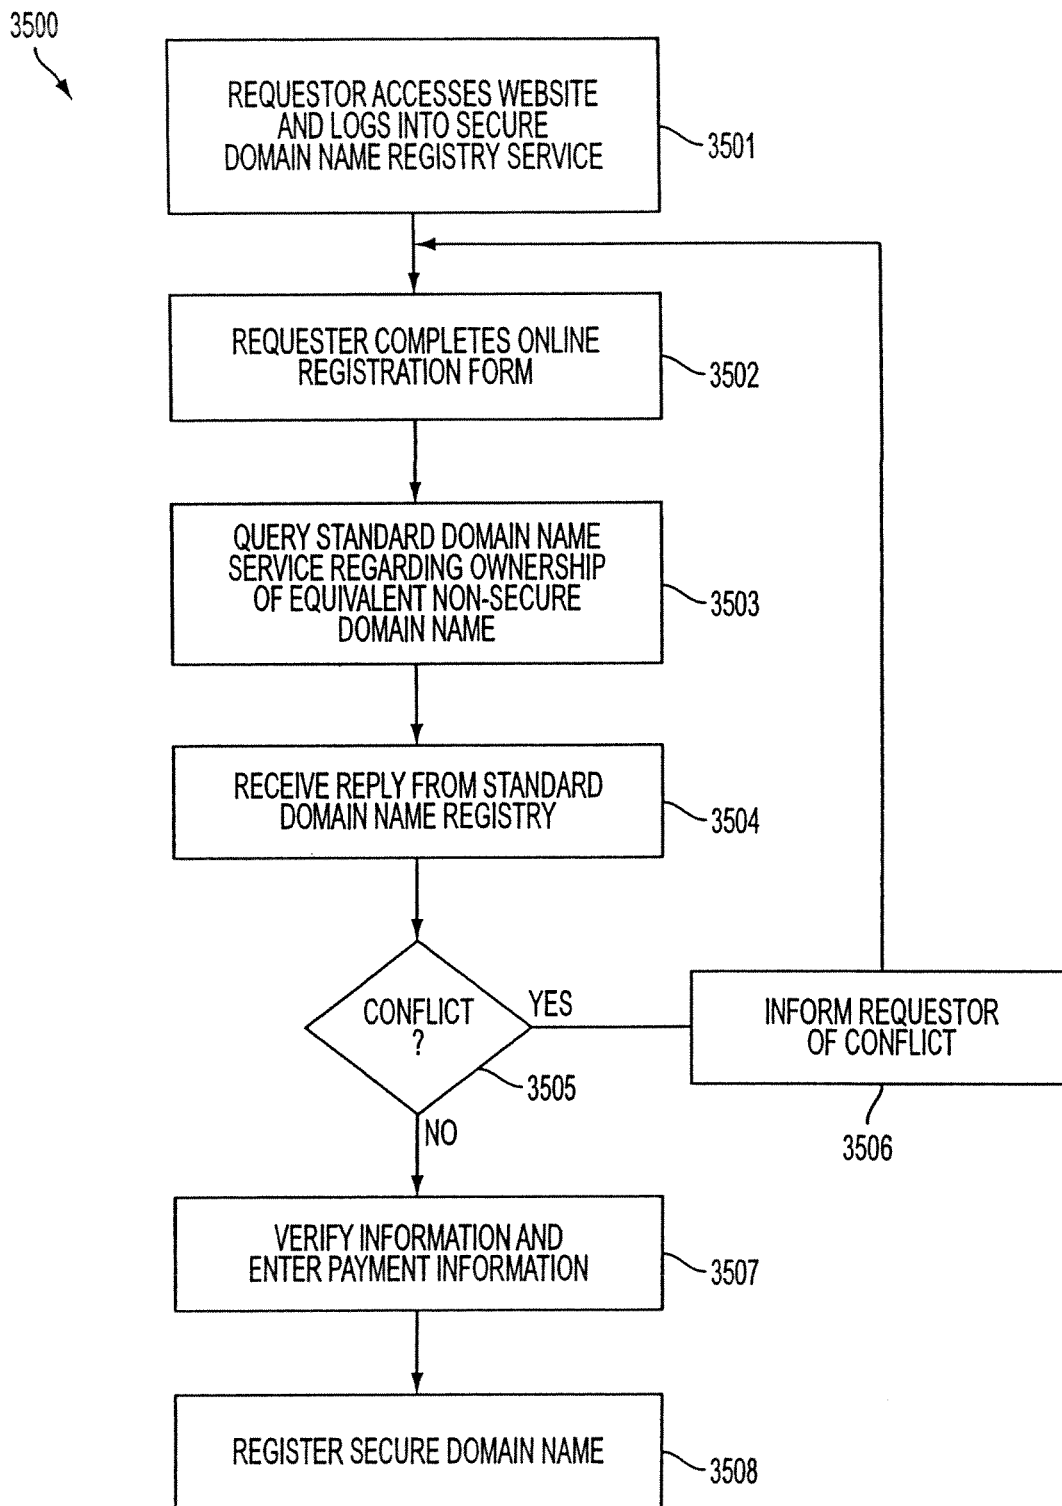 3500
REQUESTOR ACCESSES WEBSITE
AND LOGS INTO SECURE
DOMAIN NAME REGISTRY SERVICE
3501
REQUESTER COMPLETES ONLINE
REGISTRATION FORM
3502
QUERY STANDARD DOMAIN NAME
SERVICE REGARDING OWNERSHIP
OF EQUIVALENT NON-SECURE
DOMAIN NAME
3503
RECEIVE REPLY FROM STANDARD
DOMAIN NAME REGISTRY
3504
CONFLICT
?
YES
3505
INFORM REQUESTOR
OF CONFLICT
3506
NO
VERIFY INFORMATION AND
ENTER PAYMENT INFORMATION
3507
REGISTER SECURE DOMAIN NAME
3508